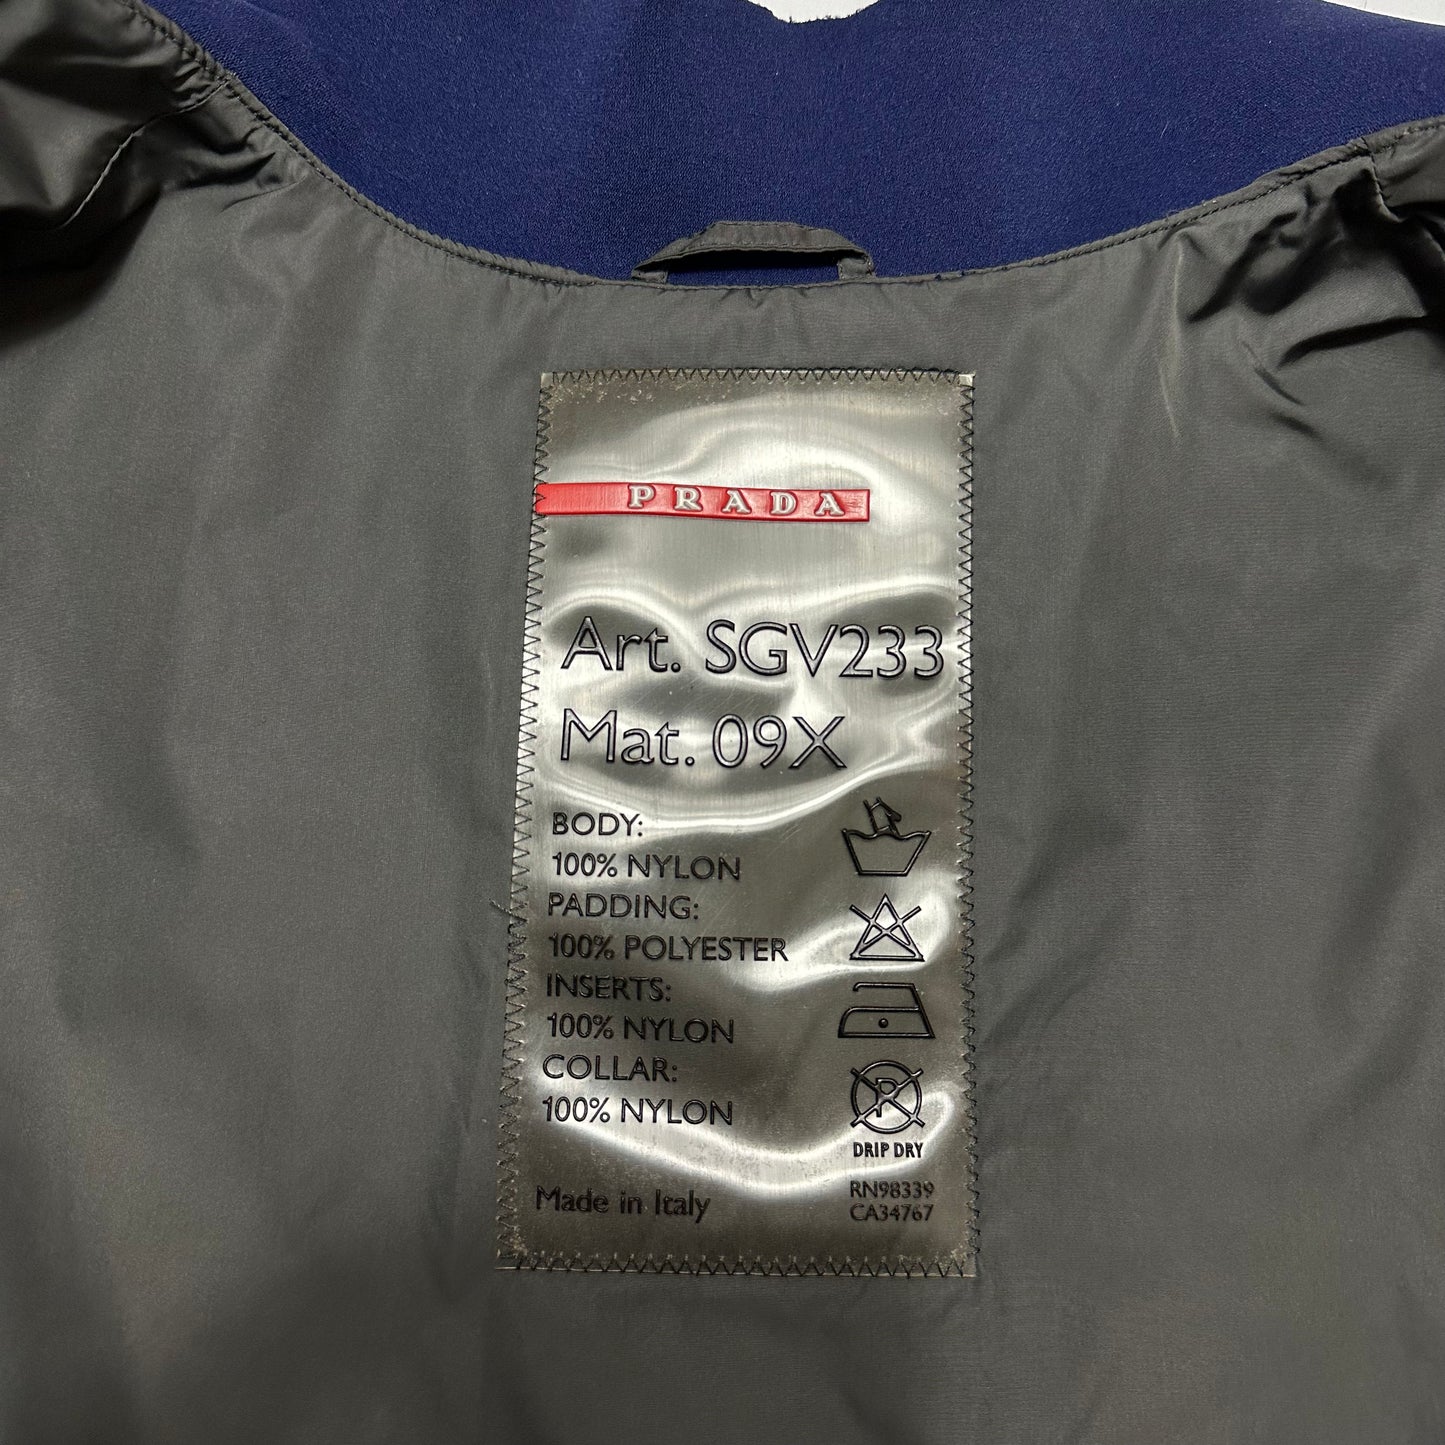 PRADA
Art. SGV233
Mat. 09X
BODY:
100% NYLON
PADDING:
100% POLYESTER
INSERTS:
100% NYLON
COLLAR:
100% NYLON
P
DRIP DRY
Made in Italy
RN98339
CA34767